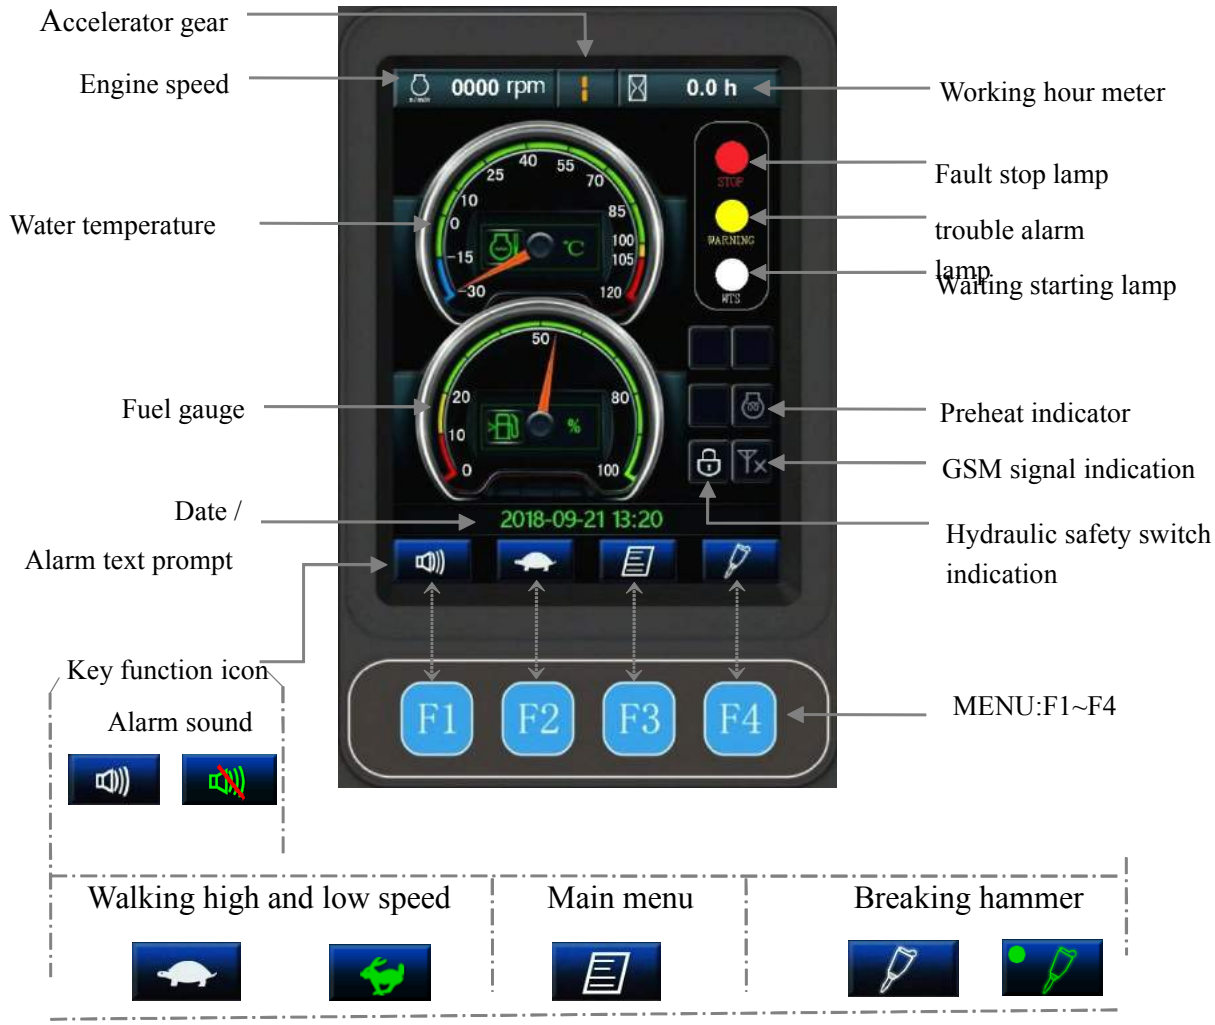 Accelerator gear
Engine speed
0000 rpm
n/min
0.0 h
Working hour meter
STOP
Fault stop lamp
WARNING
trouble alarm
lamp
WTS
Waiting starting lamp
Water temperature
-30
-15
0
10
25
40
55
70
85
100
105
120
°C
Fuel gauge
0
10
20
50
80
100
%
Preheat indicator
GSM signal indication
Hydraulic safety switch
indication
Date /
Alarm text prompt
2018-09-21 13:20
Key function icon
F1 F2 F3 F4
MENU:F1~F4
Alarm sound
Walking high and low speed
Main menu
Breaking hammer